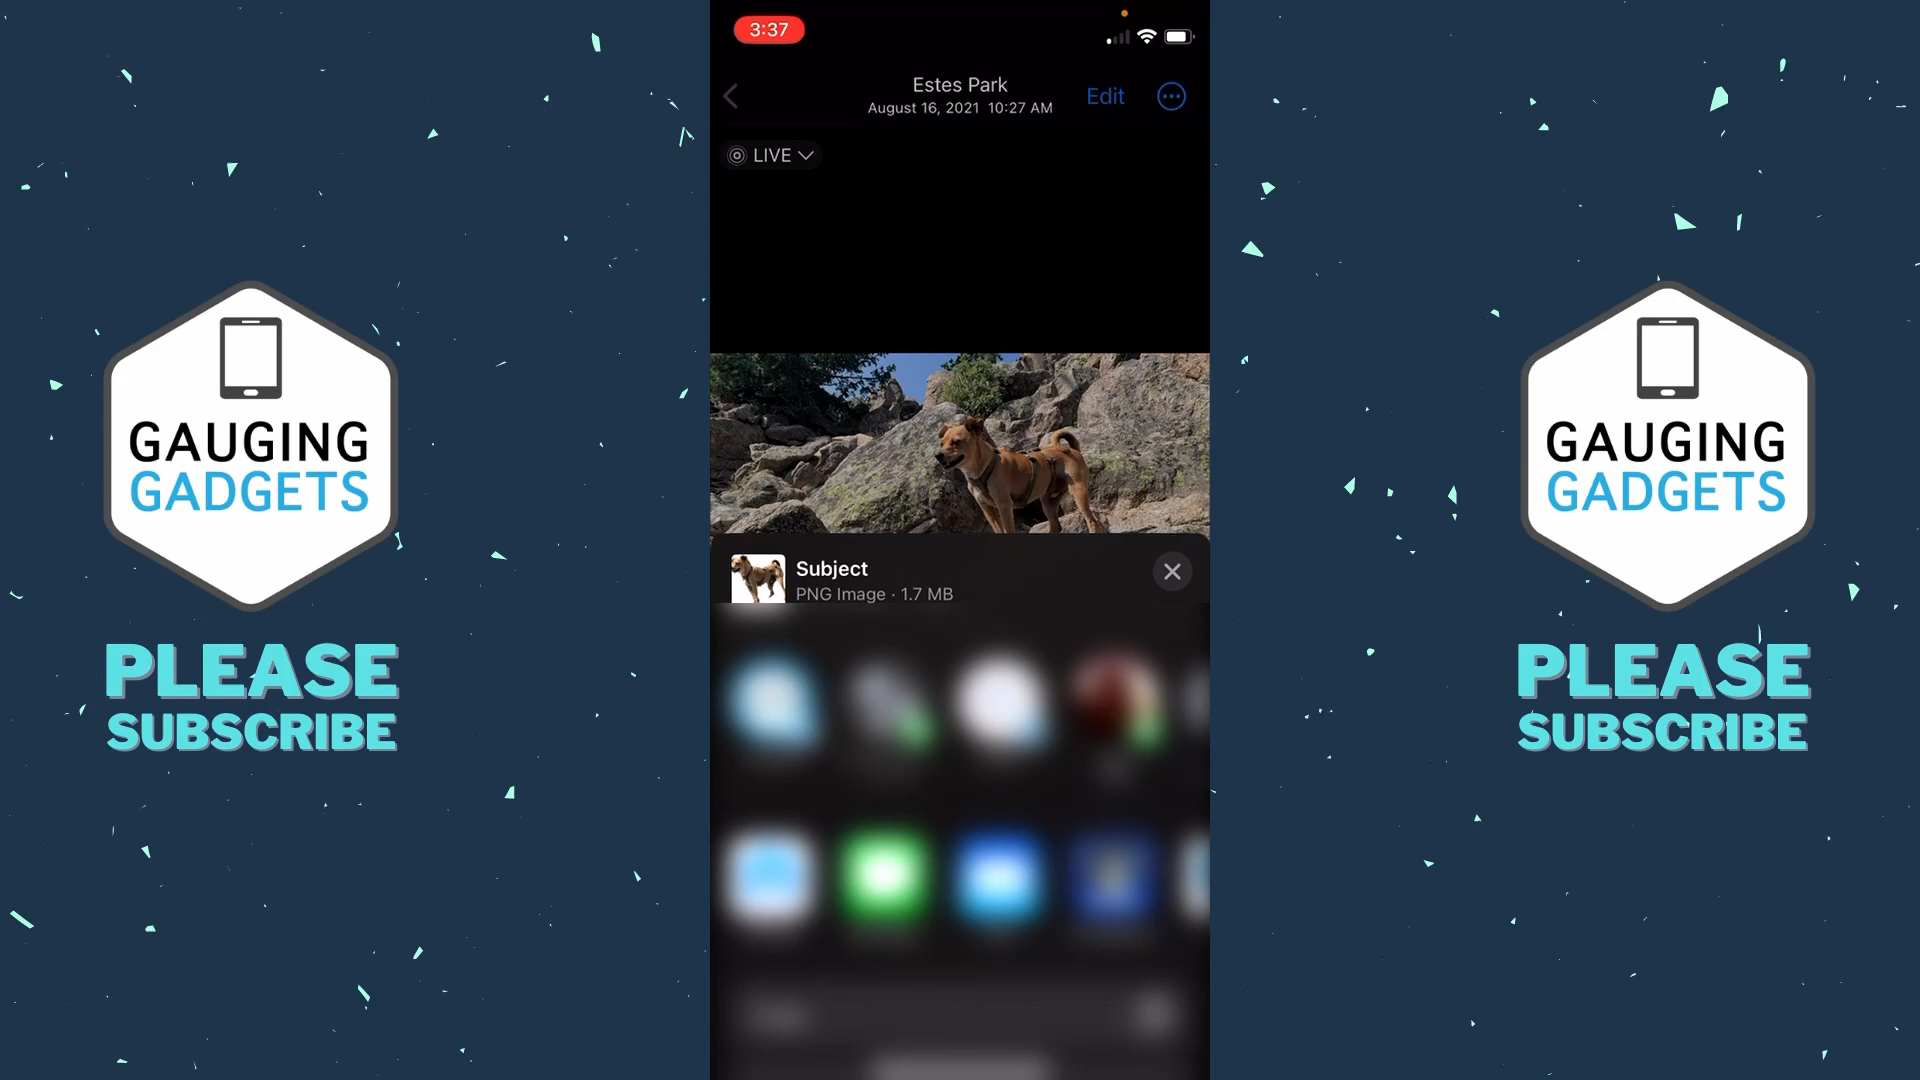 3:37
Estes Park
August 16, 2021 10:27 AM
Edit
LIVE
Subject
PNG Image · 1.7 MB
GAUGING
GADGETS
PLEASE
SUBSCRIBE
GAUGING
GADGETS
PLEASE
SUBSCRIBE